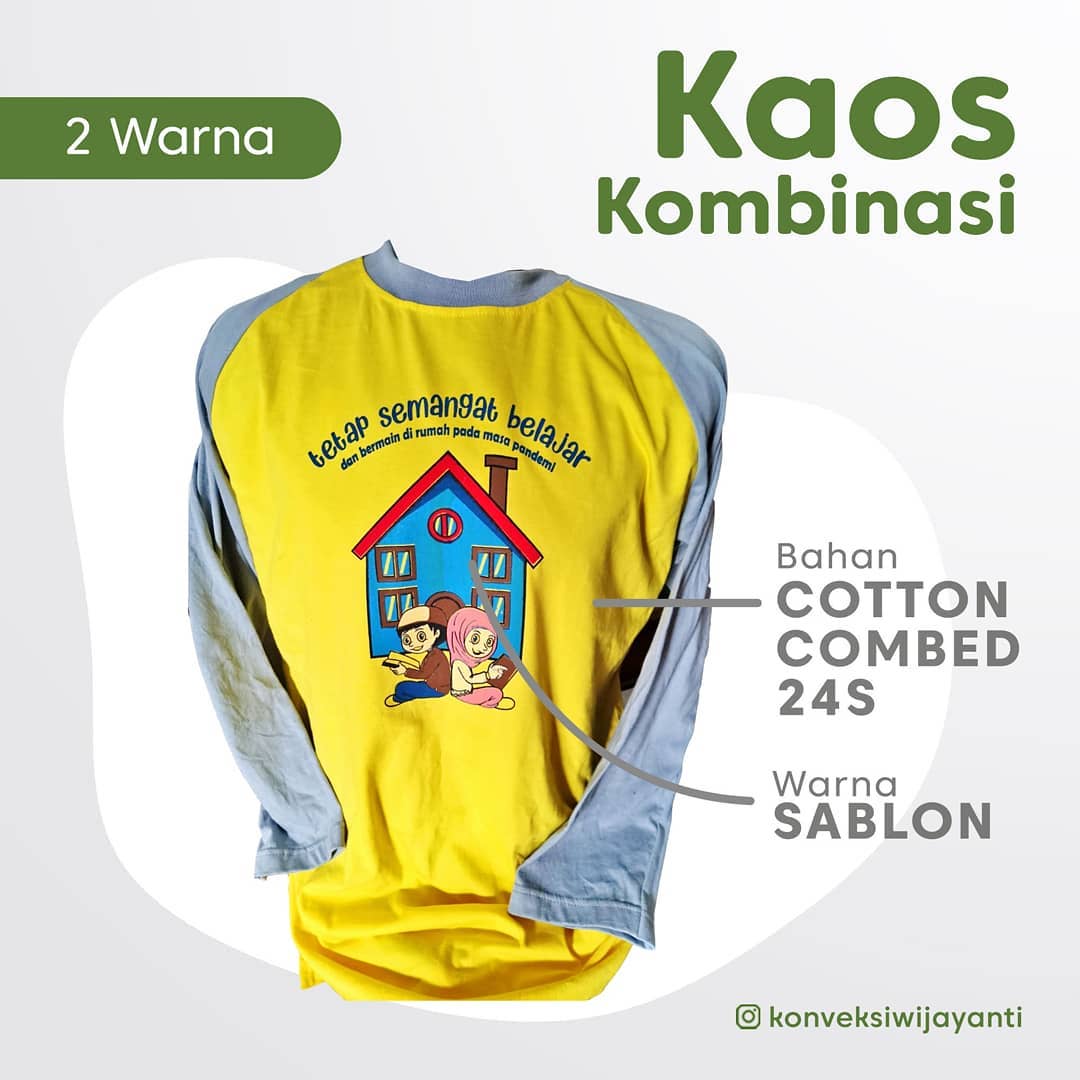 2 Warna
Kaos
Kombinasi
tetap semangat belajar
dan bermain di rumah pada masa pandemi
Bahan
COTTON
COMBED
24S
Warna
SABLON
konveksiwijayanti